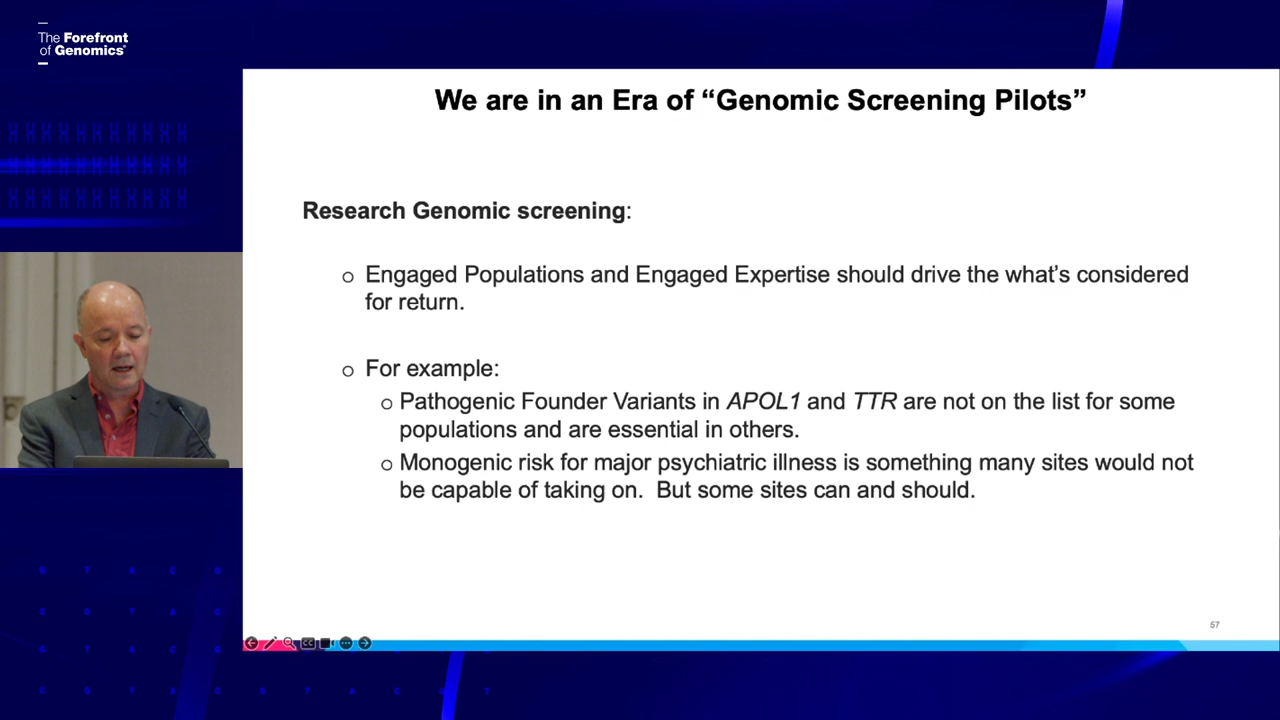 The Forefront
of Genomics®
We are in an Era of “Genomic Screening Pilots”
Research Genomic screening:
o Engaged Populations and Engaged Expertise should drive the what’s considered
for return.
o For example:
o Pathogenic Founder Variants in APOL1 and TTR are not on the list for some
populations and are essential in others.
o Monogenic risk for major psychiatric illness is something many sites would not
be capable of taking on. But some sites can and should.
57